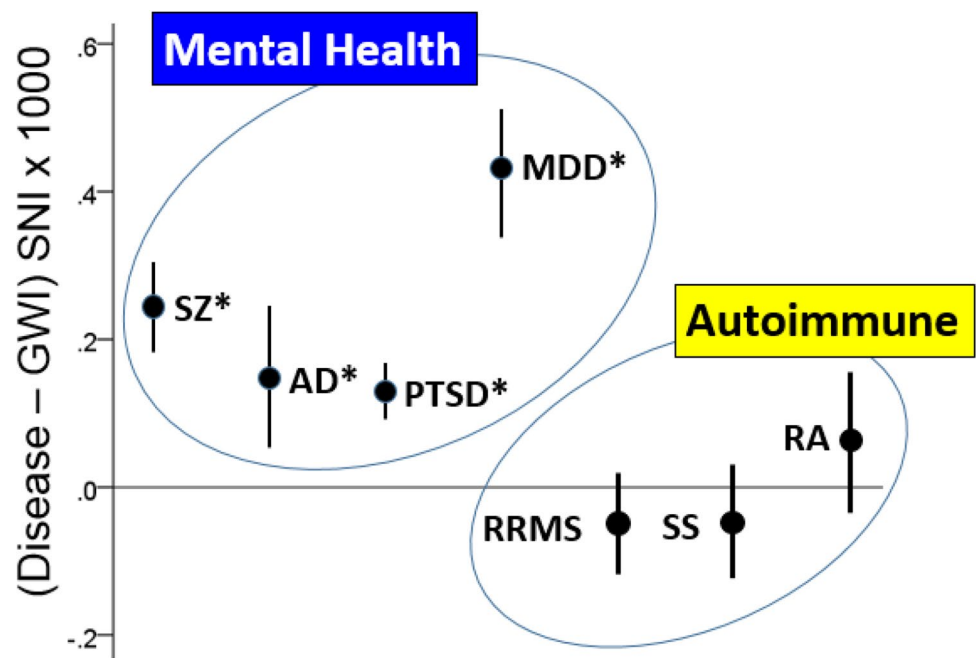 Mental Health
(Disease – GWI) SNI x 1000
.6
.4
.2
.0
-.2
MDD*
SZ*
AD*
PTSD*
Autoimmune
RA
RRMS
SS